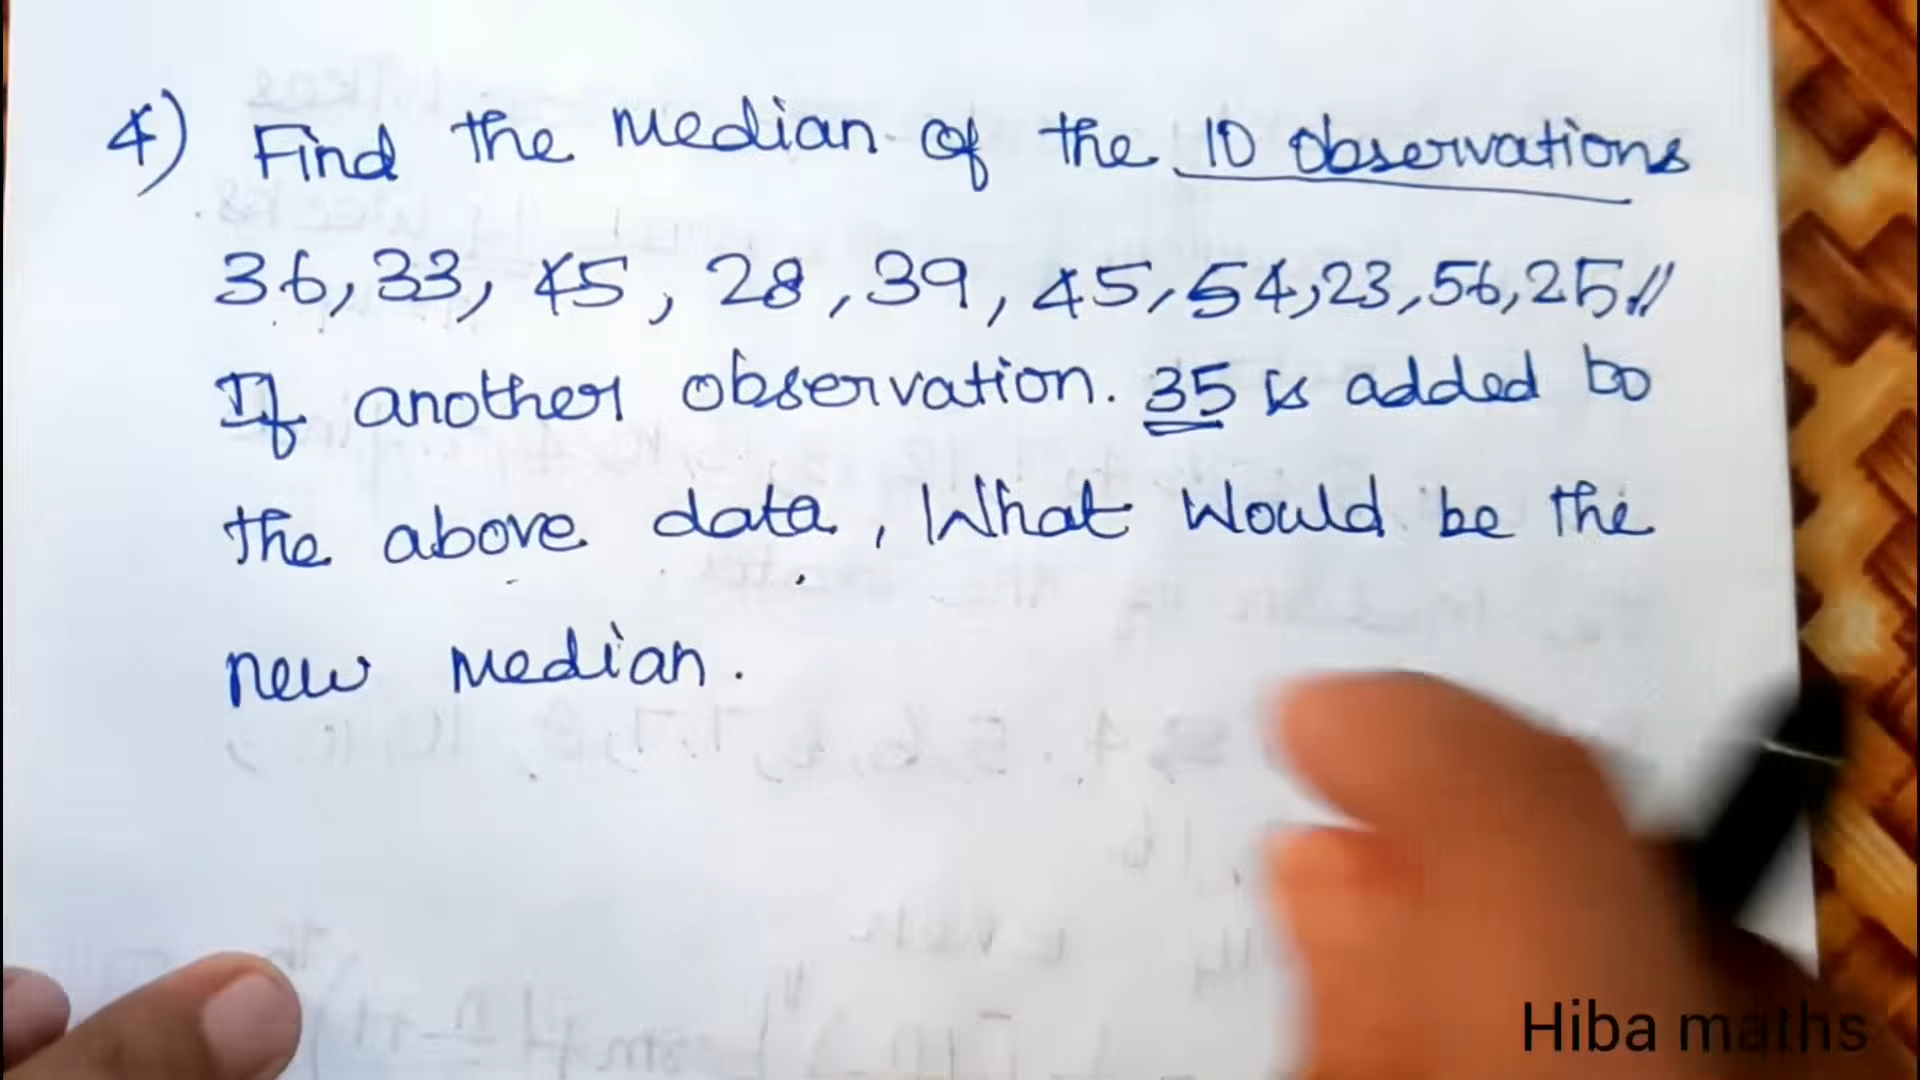 4) Find the Median of the 10 observations
36, 33, 45, 28, 39, 45, 54, 23, 56, 25//
If another observation. 35 is added to
the above data, What Would be the
new Median.
Hiba maths